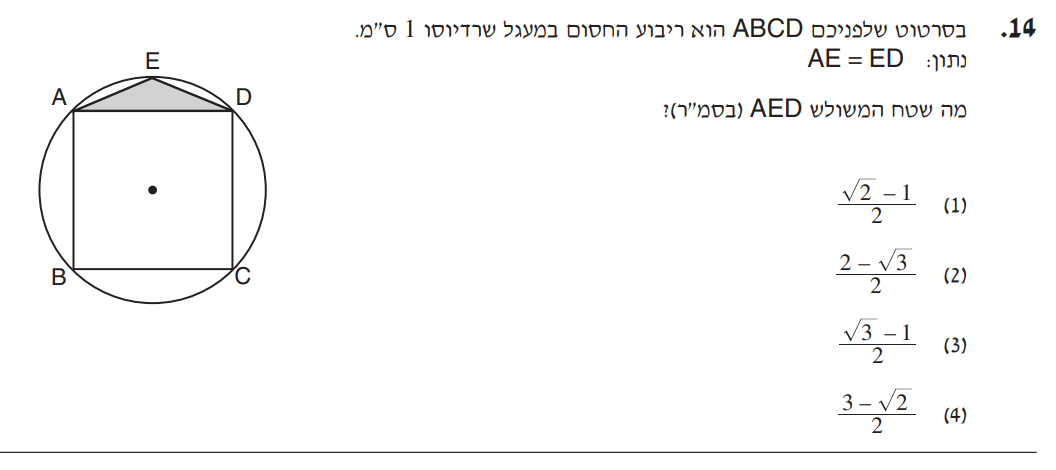 14. בסרטוט שלפניכם ABCD הוא ריבוע החסום במעגל שרדיוסו 1 ס"מ.
נתון: AE = ED
מה שטח המשולש AED (בסמ"ר)?
(1) \frac{\sqrt{2} - 1}{2}
(2) \frac{2 - \sqrt{3}}{2}
(3) \frac{\sqrt{3} - 1}{2}
(4) \frac{3 - \sqrt{2}}{2}
E
A D
B C